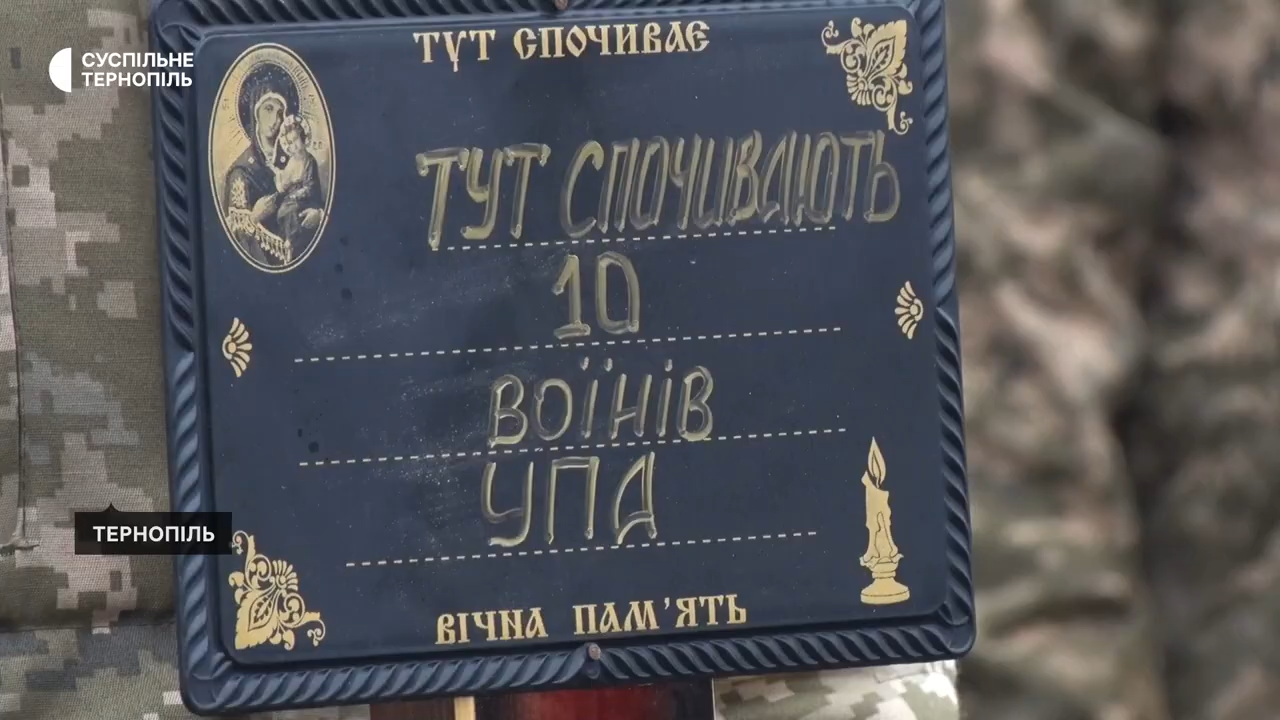 СУСПІЛЬНЕ
ТЕРНОПІЛЬ
ТУТ СПОЧИВАЄ
ТУТ СПОЧИВАЮТЬ
10
ВОЇНІВ
УПА
ТЕРНОПІЛЬ
ВІЧНА ПАМ'ЯТЬ